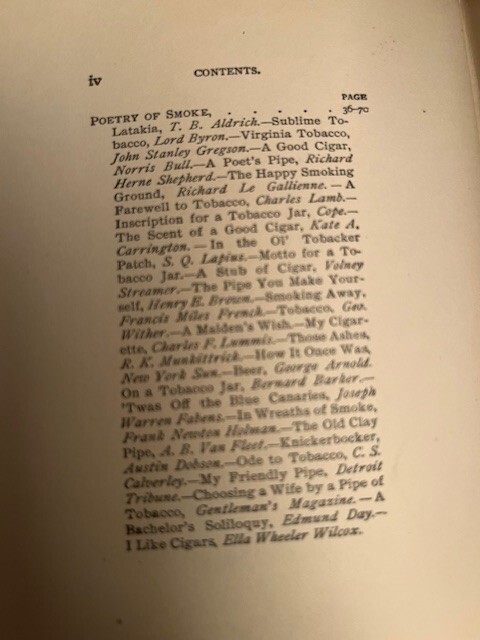 iv
CONTENTS.
PAGE
POETRY OF SMOKE, . . . . . 36-70
Latakia, T. B. Aldrich.—Sublime To-
bacco, Lord Byron.—Virginia Tobacco,
John Stanley Gregson.—A Good Cigar,
Norris Bull.—A Poet's Pipe, Richard
Herne Shepherd.—The Happy Smoking
Ground, Richard Le Gallienne.—A
Farewell to Tobacco, Charles Lamb.—
Inscription for a Tobacco Jar, Cope.—
The Scent of a Good Cigar, Kate A.
Carrington.—In the Ol' Tobacker
Patch, S. Q. Lapius.—Motto for a To-
bacco Jar.—A Stub of Cigar, Volney
Streamer.—The Pipe You Make Your-
self, Henry E. Brown.—Smoking Away,
Francis Miles Finch.—Tobacco, Geo.
Wither.—A Maiden's Wish.—My Cigar-
ette, Charles F. Lummis.—Those Ashes,
R. K. Munkittrick.—How It Once Was,
New York Sun.—Beer, George Arnold.
On a Tobacco Jar, Bernard Barker.—
'Twas Off the Blue Canaries, Joseph
Warren Fabens.—In Wreaths of Smoke,
Frank Newton Holman.—The Old Clay
Pipe, A. B. Van Fleet.—Knickerbocker,
Austin Dobson.—Ode to Tobacco, C. S.
Calverley.—My Friendly Pipe, Detroit
Tribune.—Choosing a Wife by a Pipe of
Tobacco, Gentleman's Magazine.—A
Bachelor's Soliloquy, Edmund Day.—
I Like Cigars, Ella Wheeler Wilcox.